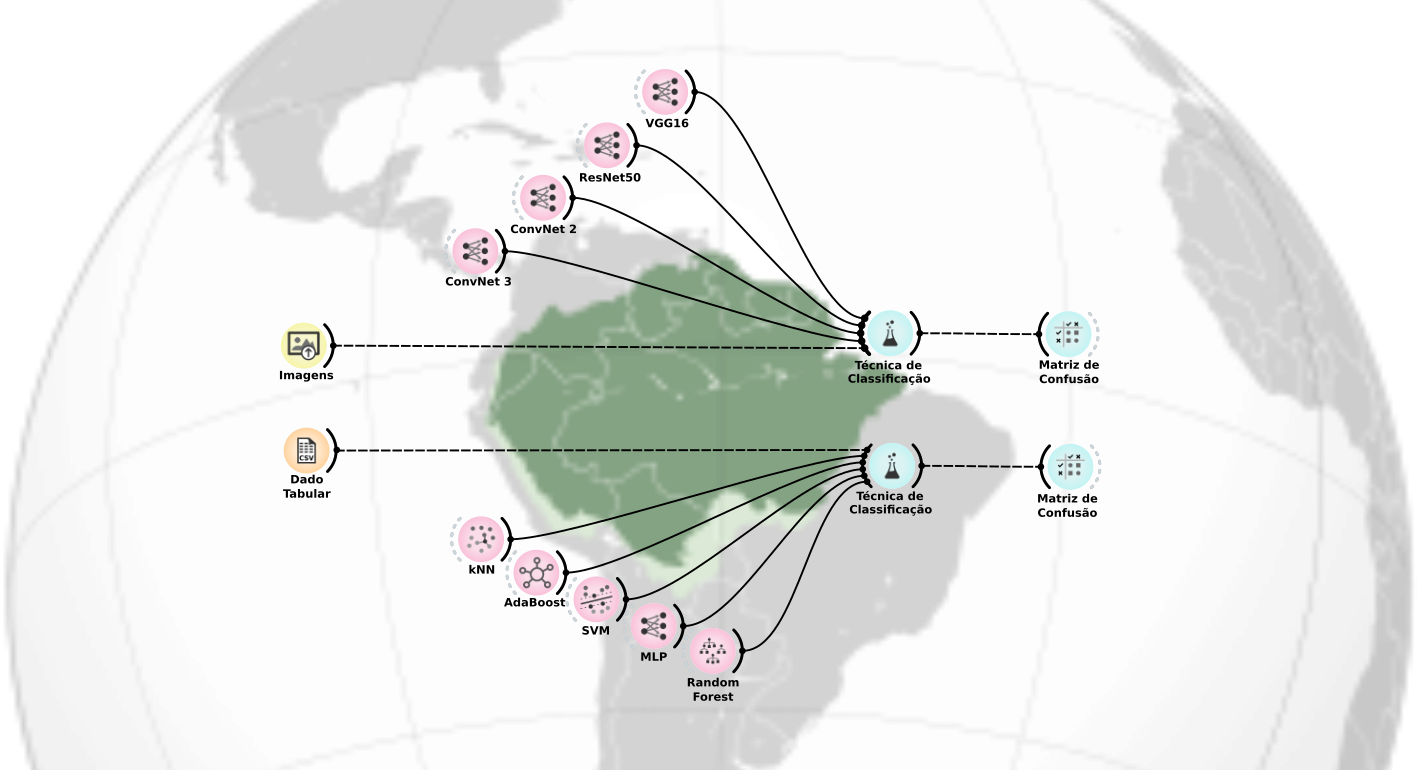 VGG16
ResNet50
ConvNet 2
ConvNet 3
Imagens
Técnica de
Classificação
Matriz de
Confusão
Dado
Tabular
CSV
Técnica de
Classificação
Matriz de
Confusão
kNN
AdaBoost
SVM
MLP
Random
Forest